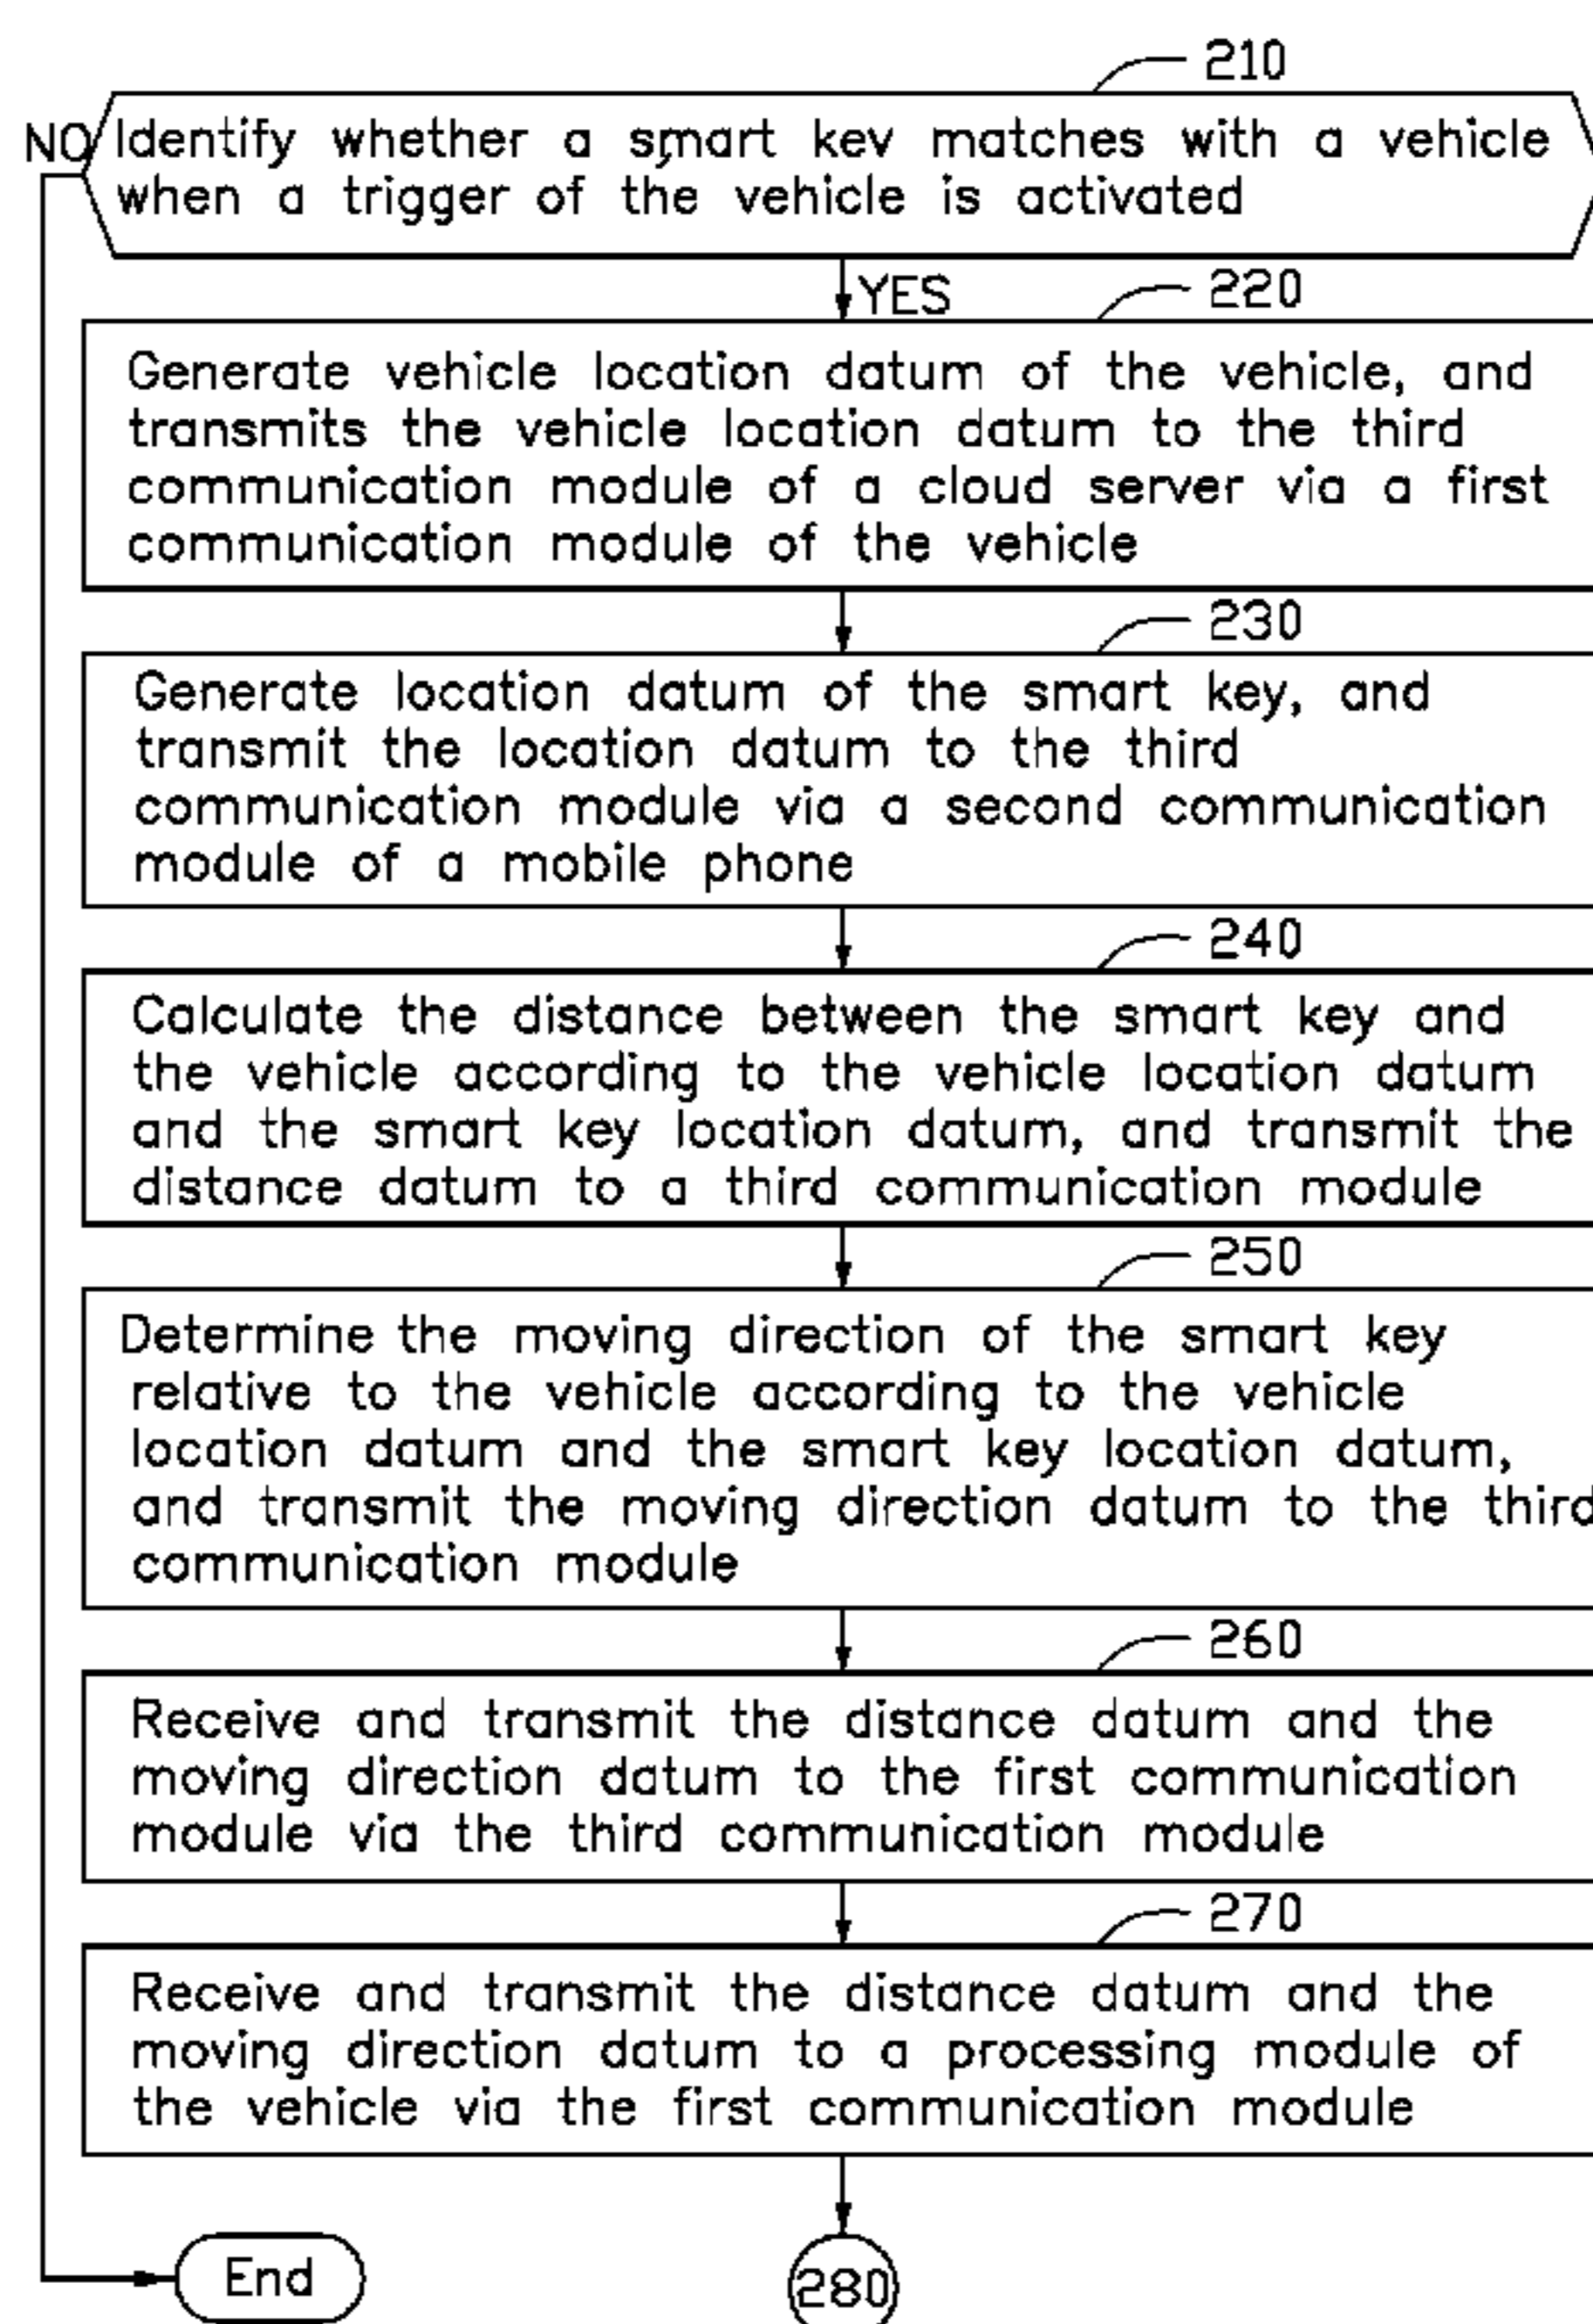 210
NO
Identify whether a smart kev matches with a vehicle
when a trigger of the vehicle is activated
YES
220
Generate vehicle location datum of the vehicle, and
transmits the vehicle location datum to the third
communication module of a cloud server via a first
communication module of the vehicle
230
Generate location datum of the smart key, and
transmit the location datum to the third
communication module via a second communication
module of a mobile phone
240
Calculate the distance between the smart key and
the vehicle according to the vehicle location datum
and the smart key location datum, and transmit the
distance datum to a third communication module
250
Determine the moving direction of the smart key
relative to the vehicle according to the vehicle
location datum and the smart key location datum,
and transmit the moving direction datum to the third
communication module
260
Receive and transmit the distance datum and the
moving direction datum to the first communication
module via the third communication module
270
Receive and transmit the distance datum and the
moving direction datum to a processing module of
the vehicle via the first communication module
End
280